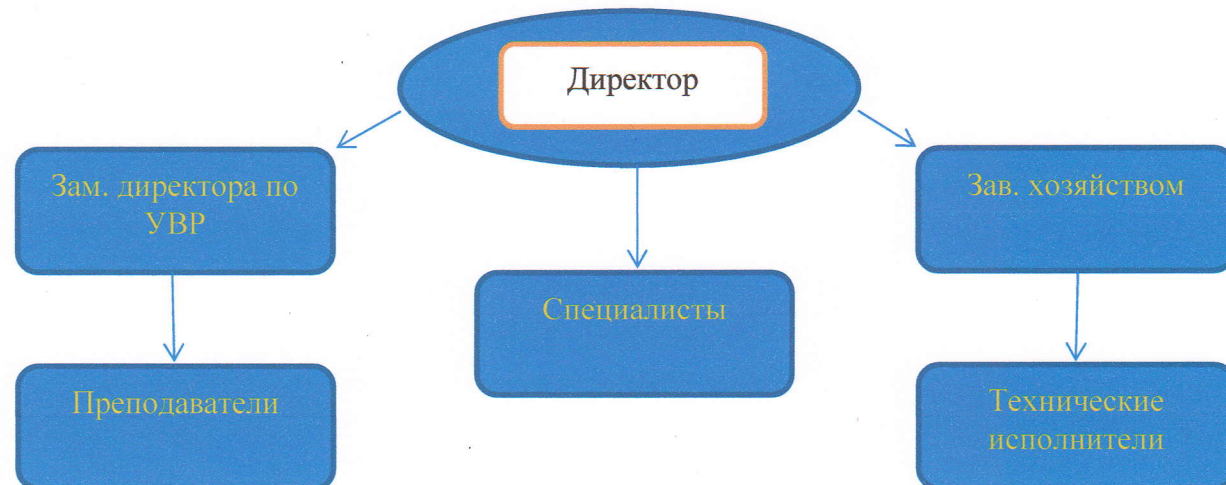 Директор
Зам. директора по
УВР
Зав. хозяйством
Специалисты
Преподаватели
Технические
исполнители